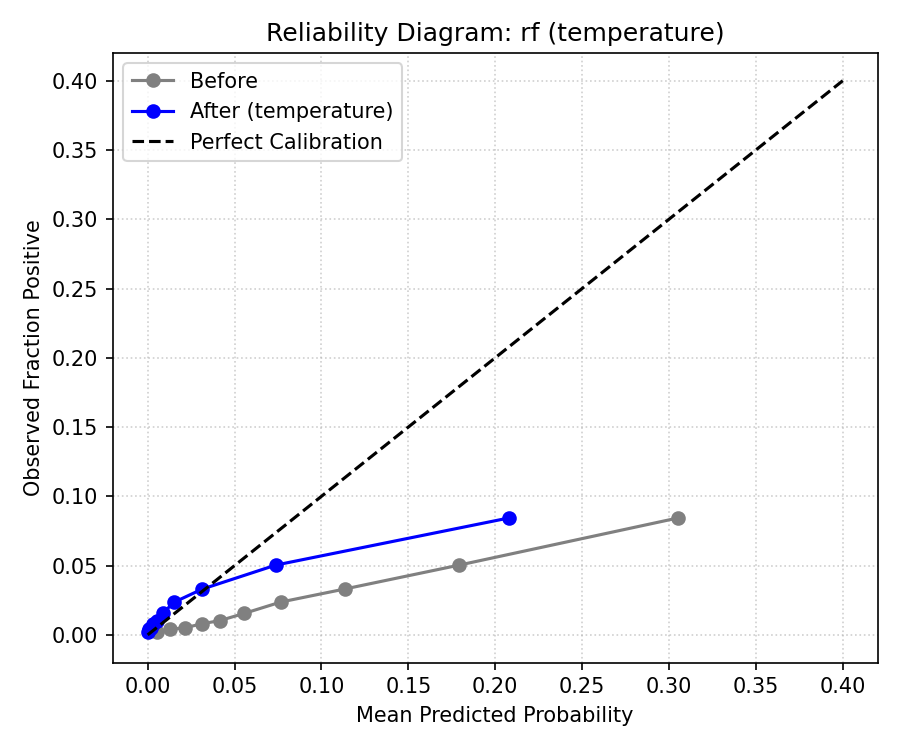 Reliability Diagram: rf (temperature)
Before
After (temperature)
Perfect Calibration
Observed Fraction Positive
0.40
0.35
0.30
0.25
0.20
0.15
0.10
0.05
0.00
0.00 0.05 0.10 0.15 0.20 0.25 0.30 0.35 0.40
Mean Predicted Probability